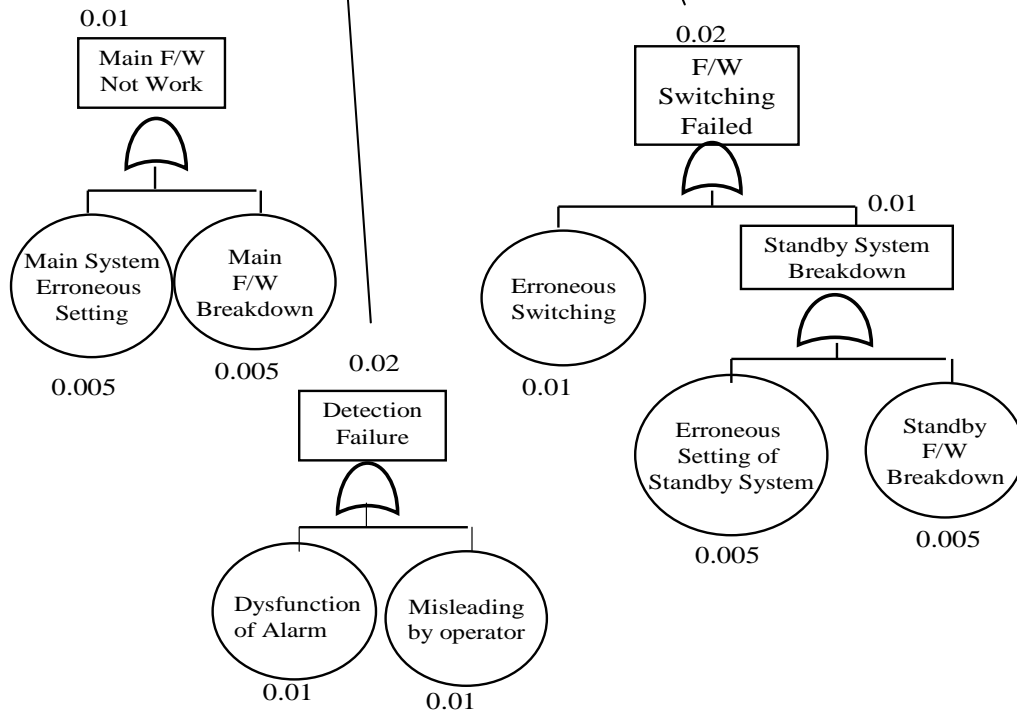 0.01
Main F/W
Not Work
0.02
F/W
Switching
Failed
Main System
Erroneous
Setting
0.005
Main
F/W
Breakdown
0.005
Erroneous
Switching
0.01
0.01
Standby System
Breakdown
0.02
Detection
Failure
Erroneous
Setting of
Standby System
0.005
Standby
F/W
Breakdown
0.005
Dysfunction
of Alarm
0.01
Misleading
by operator
0.01